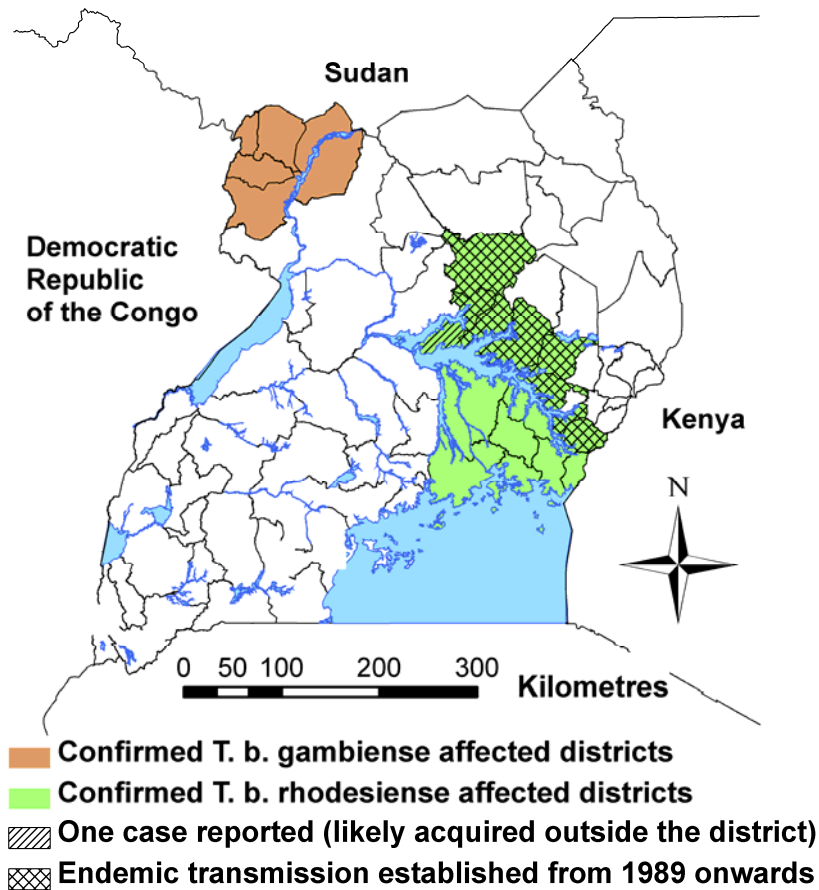 Sudan
Democratic
Republic
of the Congo
Kenya
N
0 50 100 200 300
Kilometres
Confirmed T. b. gambiense affected districts
Confirmed T. b. rhodesiense affected districts
One case reported (likely acquired outside the district)
Endemic transmission established from 1989 onwards